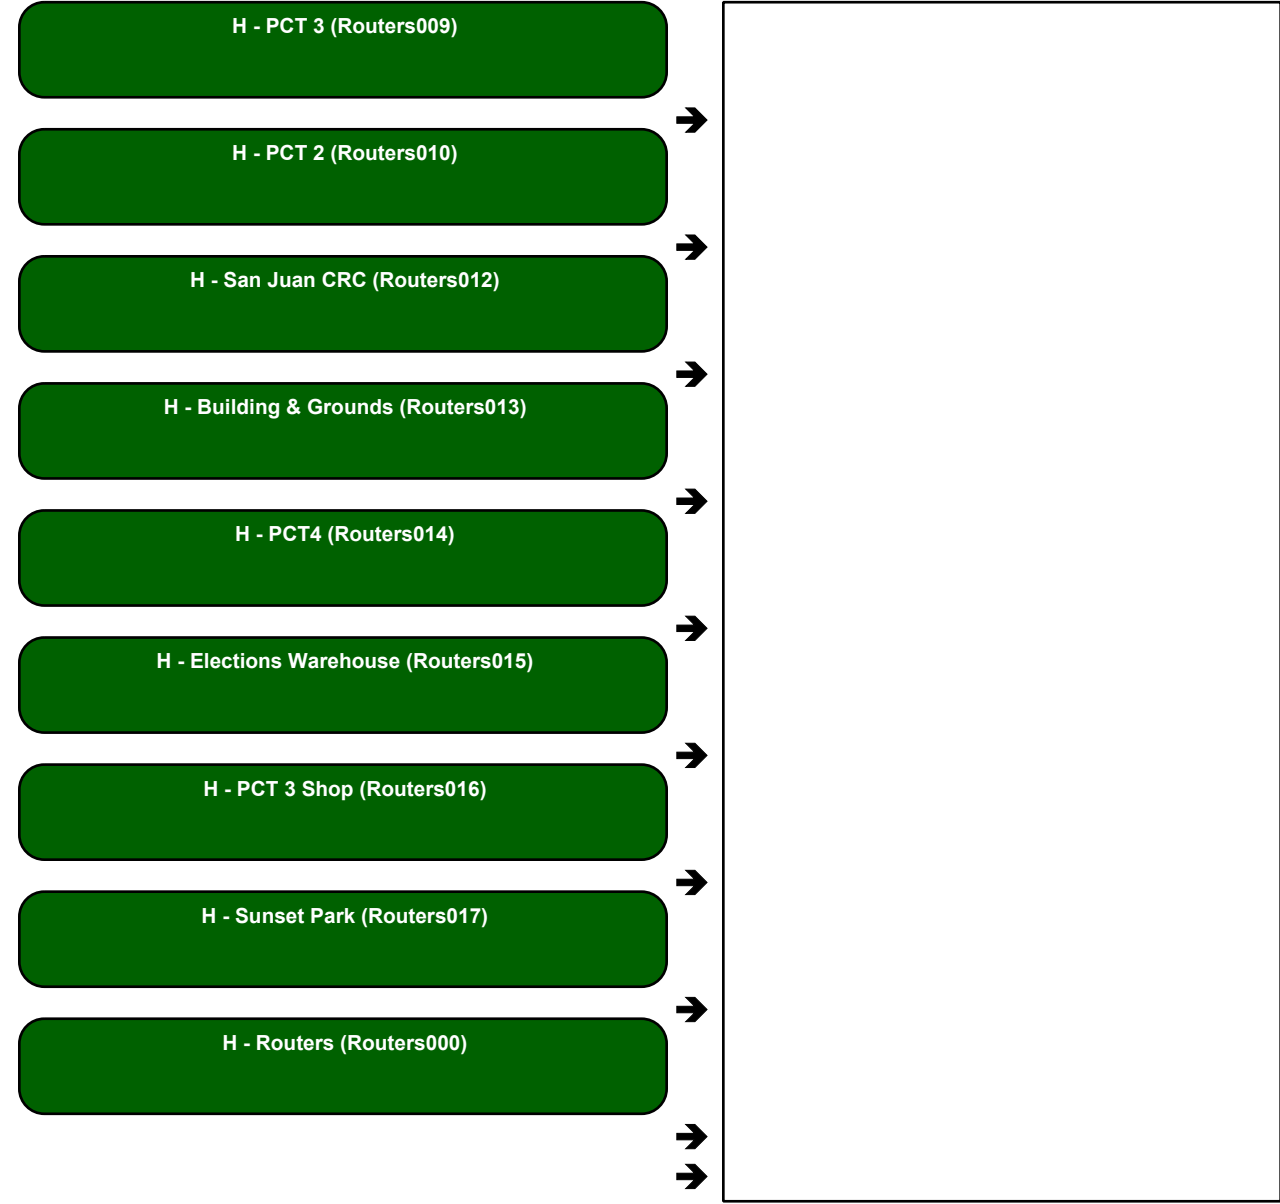 H - PCT 3 (Routers009)
H - PCT 2 (Routers010)
H - San Juan CRC (Routers012)
H - Building & Grounds (Routers013)
H - PCT4 (Routers014)
H - Elections Warehouse (Routers015)
H - PCT 3 Shop (Routers016)
H - Sunset Park (Routers017)
H - Routers (Routers000)